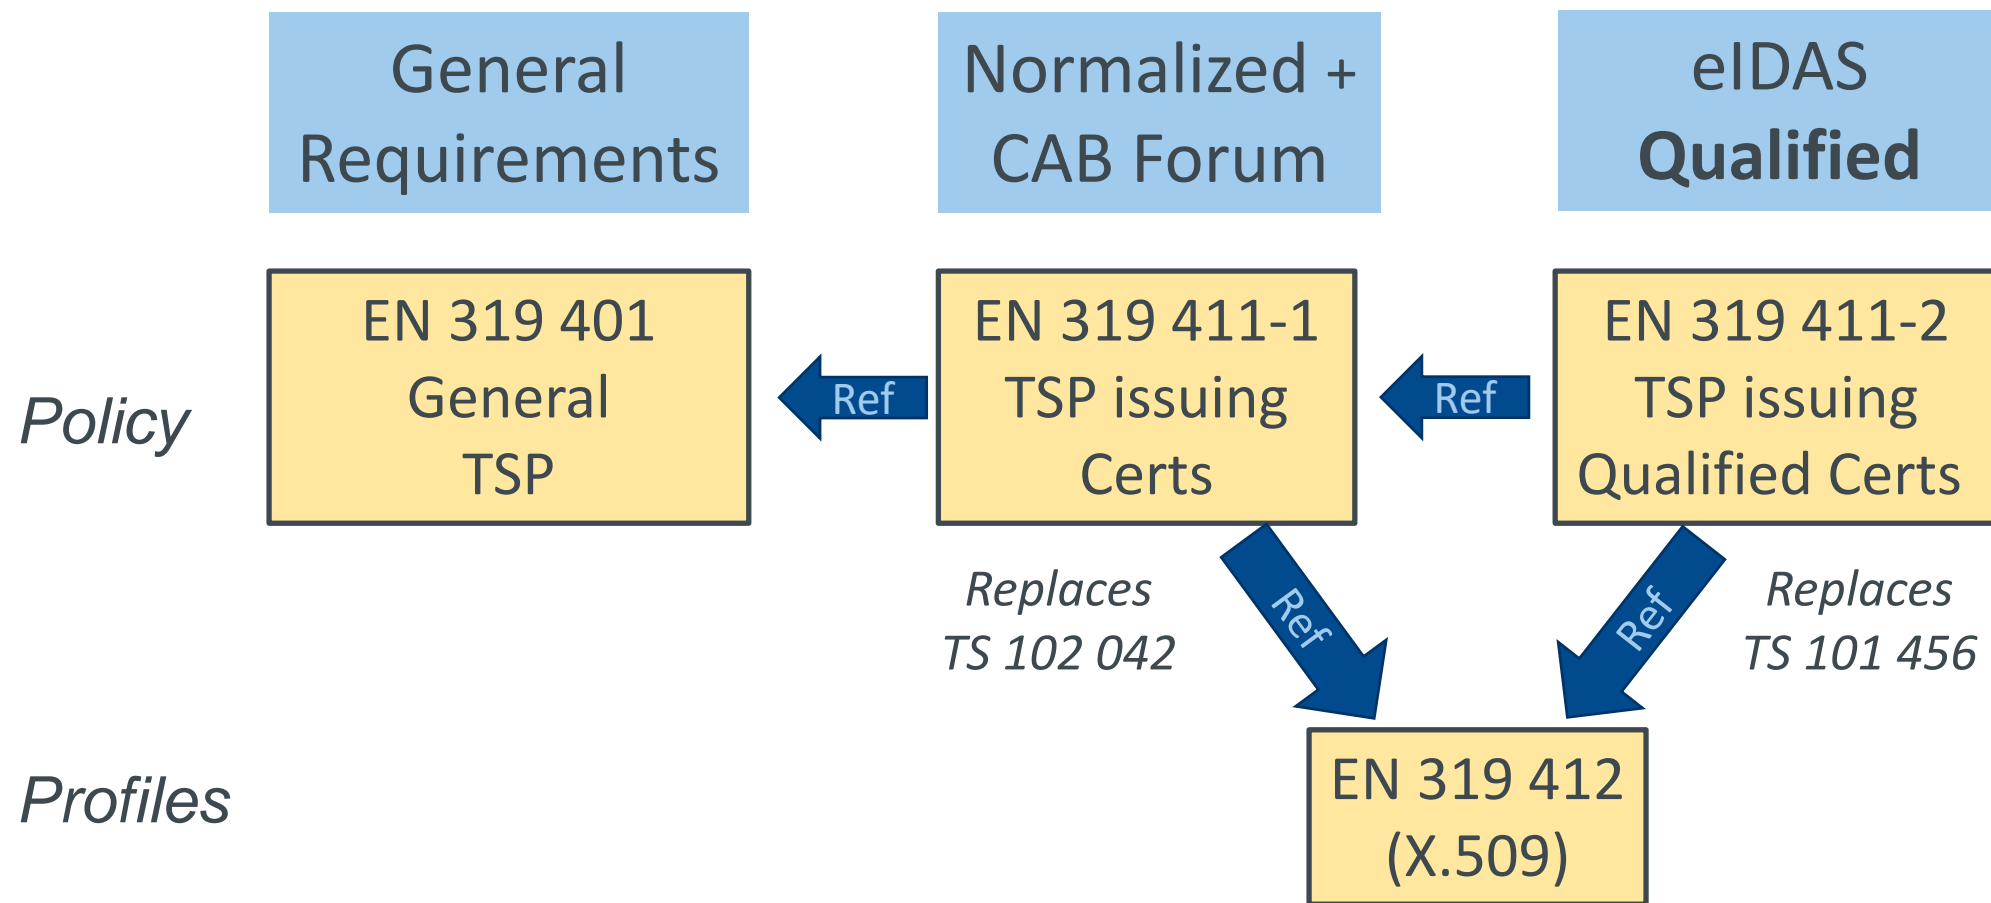 General
Requirements
Normalized +
CAB Forum
eIDAS
Qualified
Policy
EN 319 401
General
TSP
Ref
EN 319 411-1
TSP issuing
Certs
Ref
EN 319 411-2
TSP issuing
Qualified Certs
Replaces
TS 102 042
Ref
Ref
Replaces
TS 101 456
Profiles
EN 319 412
(X.509)